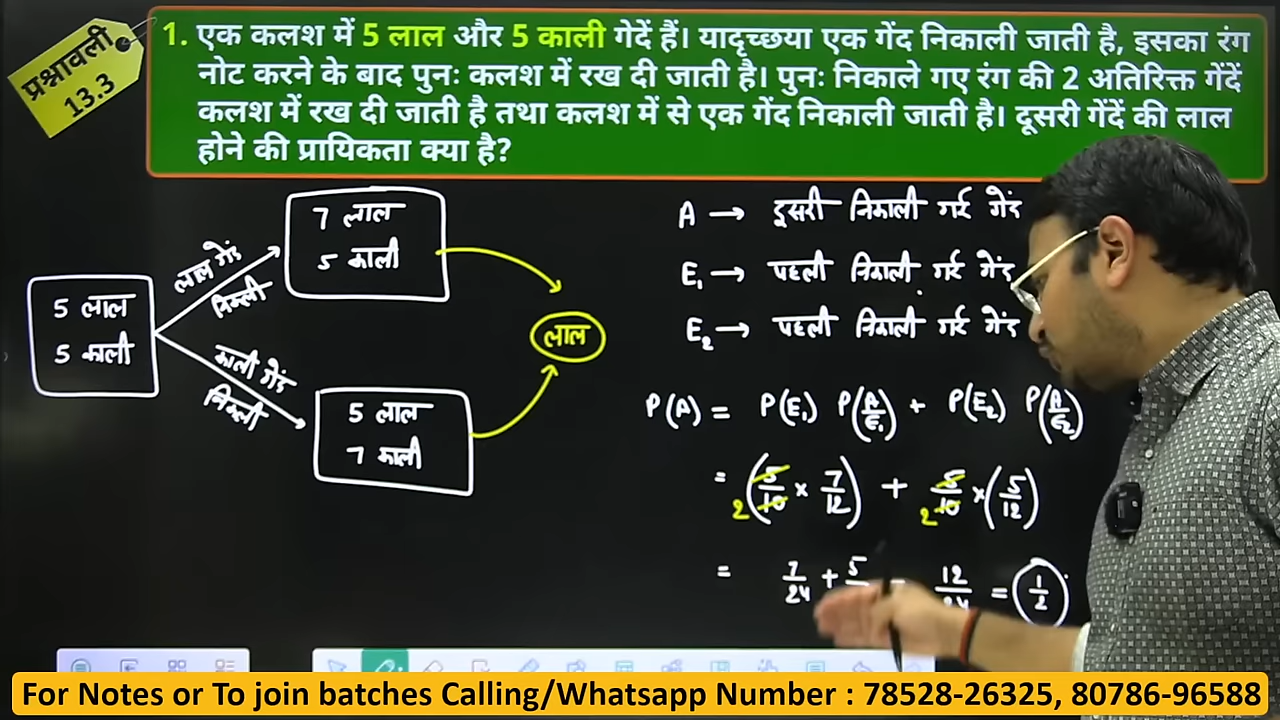 प्रश्नावली
13.3
1. एक कलश में 5 लाल और 5 काली गेदें हैं। यादृच्छया एक गेंद निकाली जाती है, इसका रंग
नोट करने के बाद पुनः कलश में रख दी जाती है। पुनः निकाले गए रंग की 2 अतिरिक्त गेंदें
कलश में रख दी जाती है तथा कलश में से एक गेंद निकाली जाती है। दूसरी गेंदें की लाल
होने की प्रायिकता क्या है?
5 लाल
5 काली
लाल गेंद
निकली
7 लाल
5 काली
काली गेंद
निकली
5 लाल
7 काली
लाल
A → दूसरी निकाली गई गेंद
E₁ → पहली निकाली गई गेंद
E₂ → पहली निकाली गई गेंद
P(A) = P(E₁) P(A/E₁) + P(E₂) P(A/E₂)
= 2 (5/10 × 7/12) + 2 5/10 × (5/12)
= 7/24 + 5 = 12/24 = 1/2
For Notes or To join batches Calling/Whatsapp Number : 78528-26325, 80786-96588